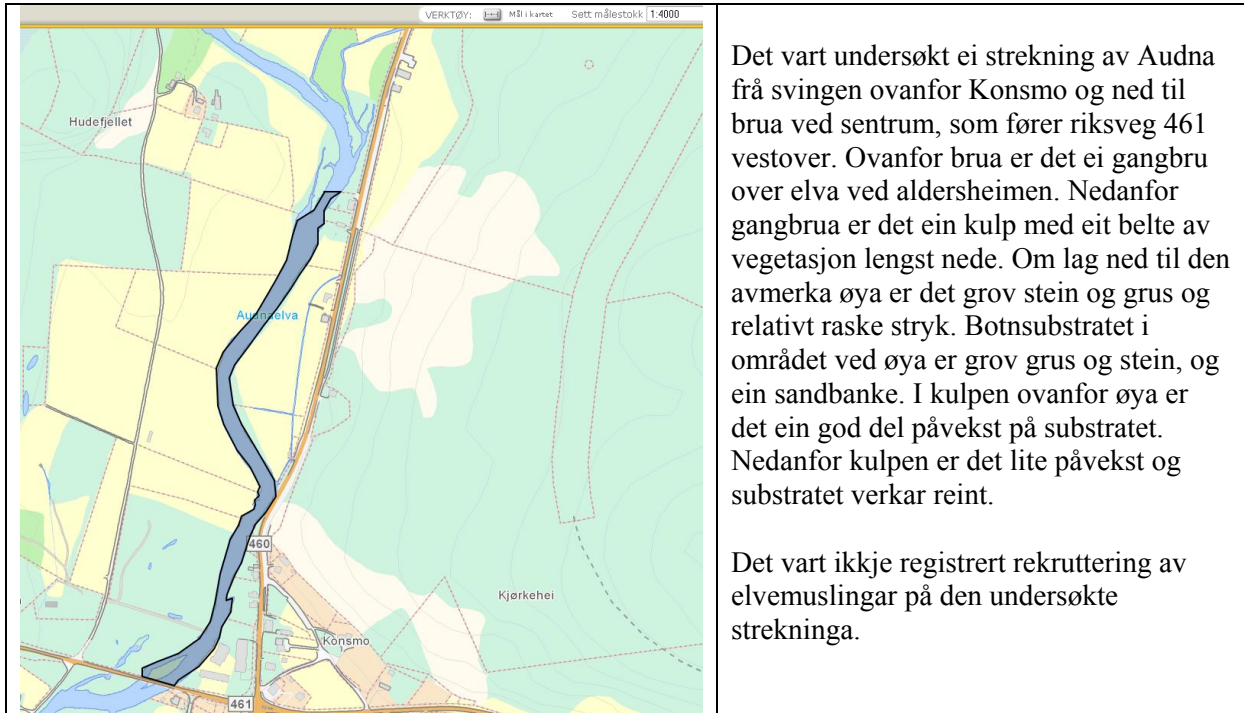 VERKTØY: Mål i kartet Sett målestokk 1:4000
Hudefjellet
Audnaelva
460
Kjørkehei
Konsmo
461
Det vart undersøkt ei strekning av Audna
frå svingen ovanfor Konsmo og ned til
brua ved sentrum, som fører riksveg 461
vestover. Ovanfor brua er det ei gangbru
over elva ved aldersheimen. Nedanfor
gangbrua er det ein kulp med eit belte av
vegetasjon lengst nede. Om lag ned til den
avmerka øya er det grov stein og grus og
relativt raske stryk. Botnsubstratet i
området ved øya er grov grus og stein, og
ein sandbanke. I kulpen ovanfor øya er
det ein god del påvekst på substratet.
Nedanfor kulpen er det lite påvekst og
substratet verkar reint.
Det vart ikkje registrert rekruttering av
elvemuslingar på den undersøkte
strekninga.